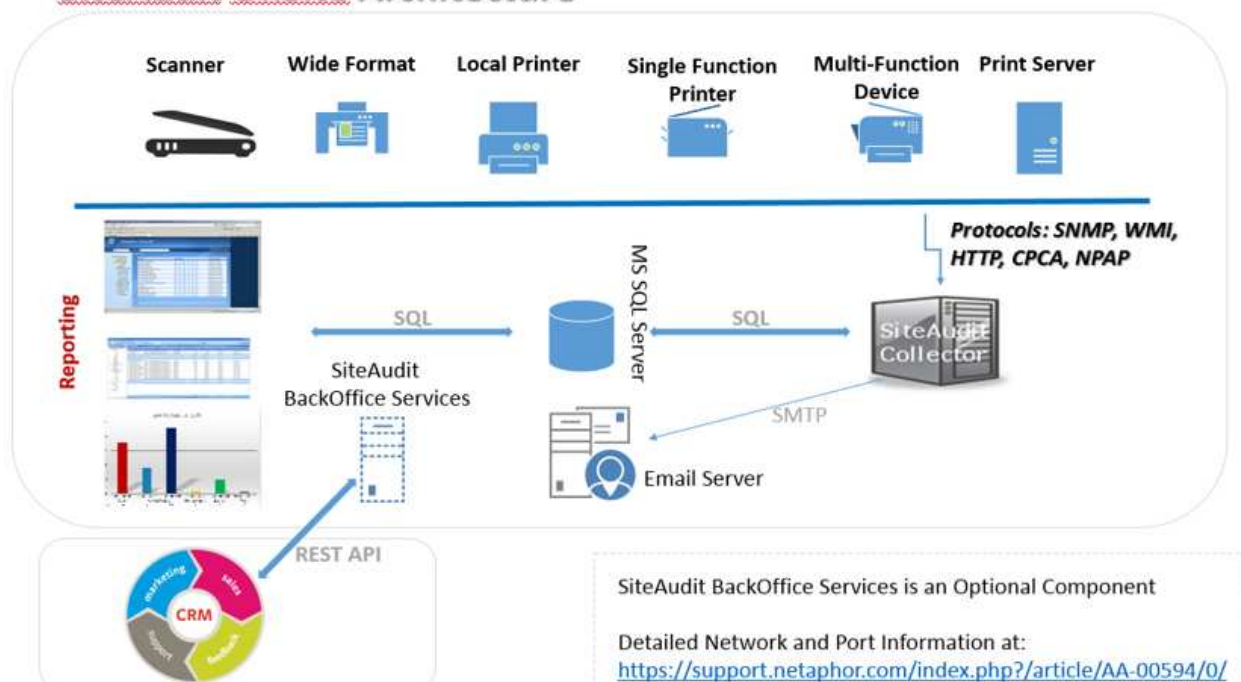 Scanner
Wide Format
Local Printer
Single Function
Printer
Multi-Function
Device
Print Server
Protocols: SNMP, WMI,
HTTP, CPCA, NPAP
Reporting
SQL
MS SQL Server
SQL
SiteAudit
Collector
SiteAudit
BackOffice Services
SMTP
Email Server
REST API
marketing
sales
CRM
support
feedback
SiteAudit BackOffice Services is an Optional Component
Detailed Network and Port Information at:
https://support.netaphor.com/index.php?/article/AA-00594/0/